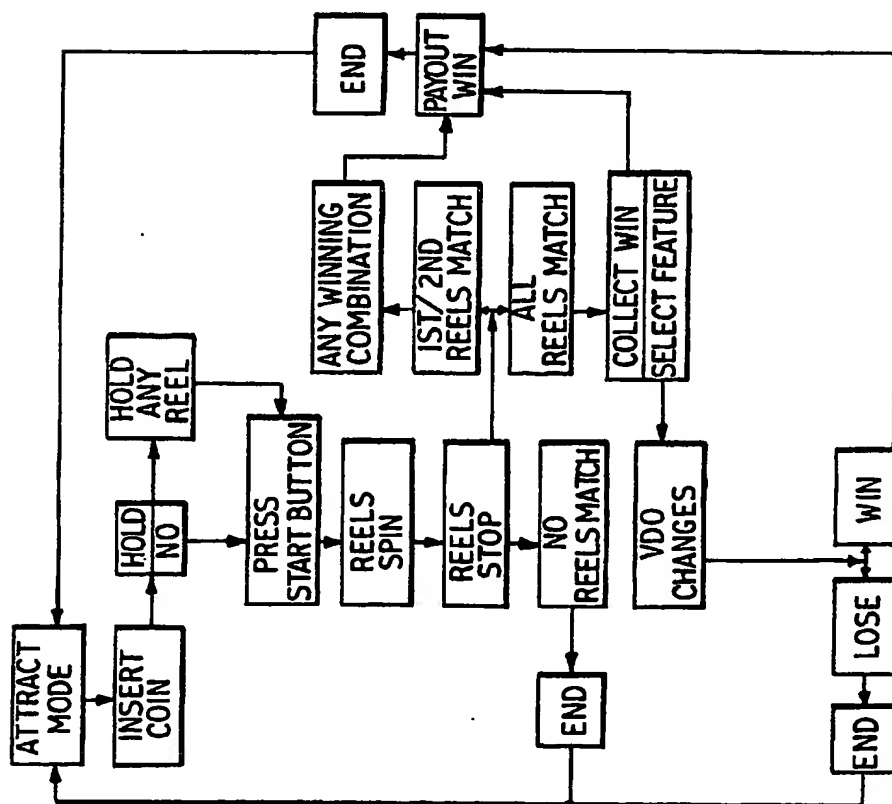 ATTRACT
MODE
INSERT
COIN
HOLD
NO
HOLD
ANY
REEL
PRESS
START BUTTON
REELS
SPIN
REELS
STOP
NO
REELS MATCH
END
ANY WINNING
COMBINATION
1ST/2ND
REELS MATCH
ALL
REELS MATCH
COLLECT WIN
SELECT FEATURE
PAYOUT
WIN
END
VDO
CHANGES
WIN
LOSE
END